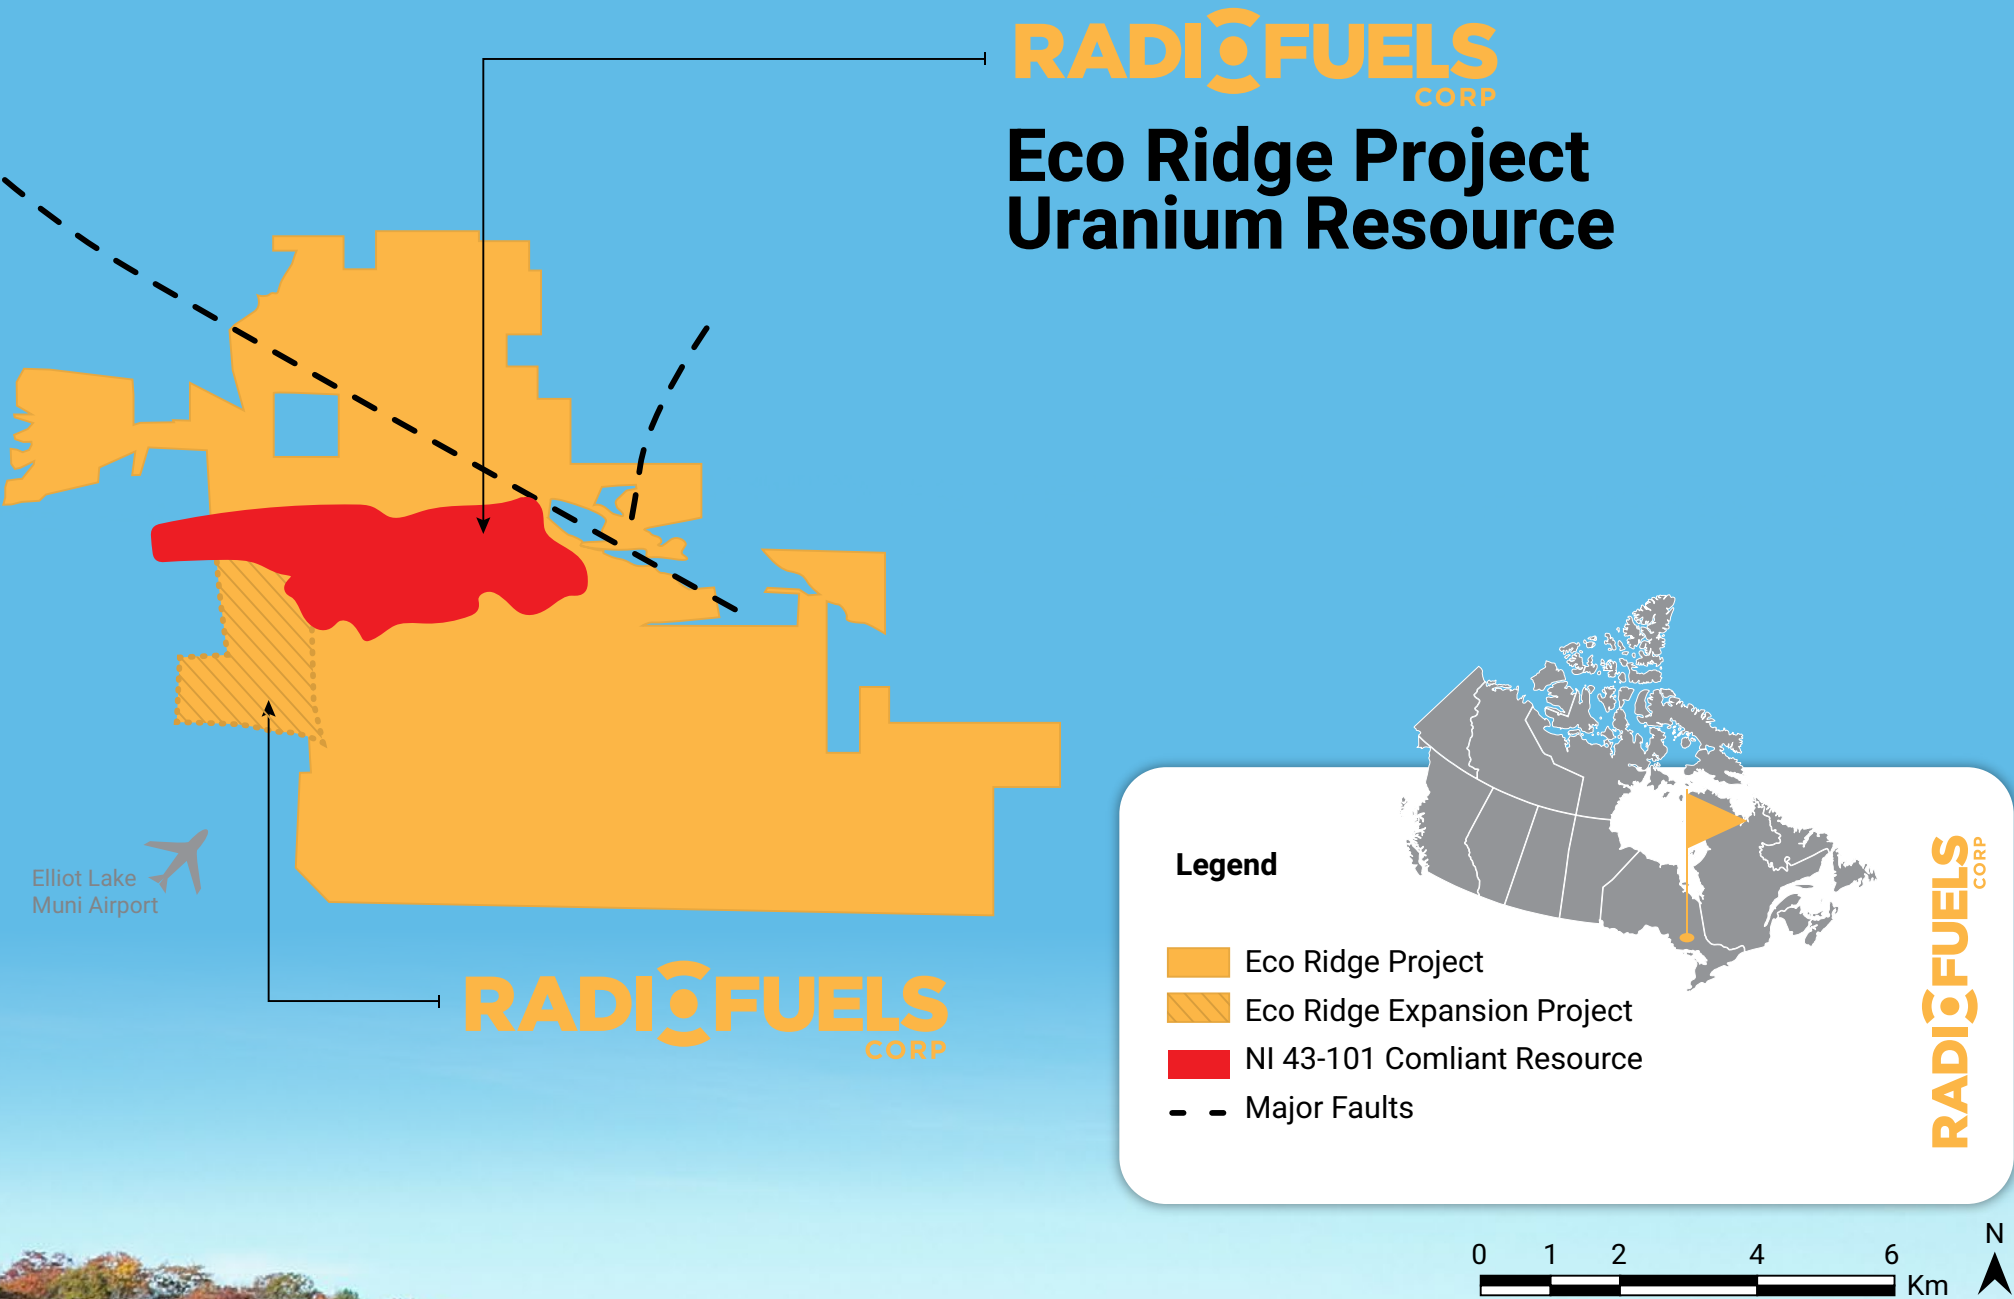 RADIOFUELS
CORP
Eco Ridge Project
Uranium Resource
Elliot Lake
Muni Airport
RADIOFUELS
CORP
Legend
Eco Ridge Project
Eco Ridge Expansion Project
NI 43-101 Comliant Resource
Major Faults
RADIOFUELS
CORP
0 1 2 4 6
Km
N